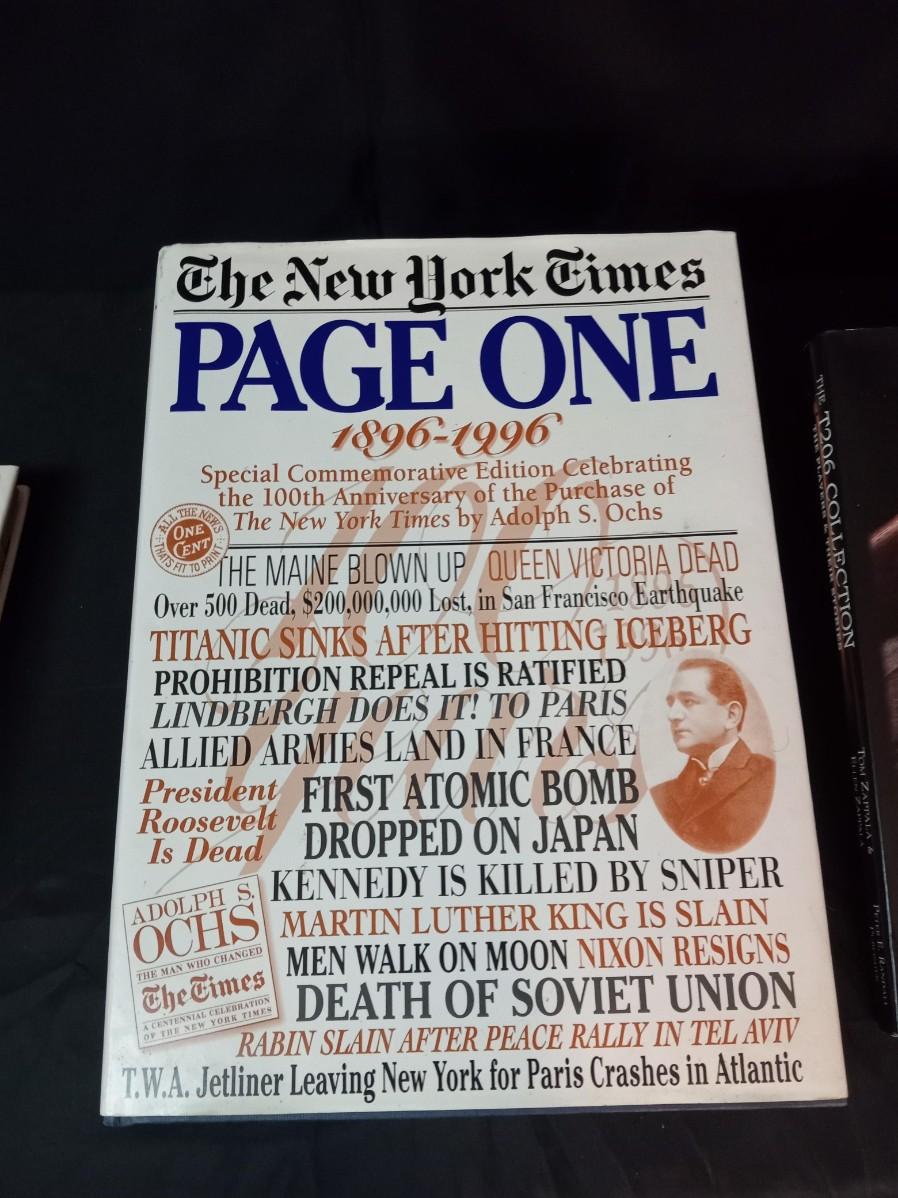 The New York Times
PAGE ONE
1896-1996
Special Commemorative Edition Celebrating
the 100th Anniversary of the Purchase of
The New York Times by Adolph S. Ochs
ALL THE NEWS
ONE
CENT
THAT'S FIT TO PRINT
THE MAINE BLOWN UP QUEEN VICTORIA DEAD
Over 500 Dead, $200,000,000 Lost, in San Francisco Earthquake
TITANIC SINKS AFTER HITTING ICEBERG
PROHIBITION REPEAL IS RATIFIED
LINDBERGH DOES IT! TO PARIS
ALLIED ARMIES LAND IN FRANCE
President
Roosevelt
Is Dead
FIRST ATOMIC BOMB
DROPPED ON JAPAN
KENNEDY IS KILLED BY SNIPER
ADOLPH S.
OCHS
THE MAN WHO CHANGED
The Times
A CENTENNIAL CELEBRATION
OF THE NEW YORK TIMES
MARTIN LUTHER KING IS SLAIN
MEN WALK ON MOON NIXON RESIGNS
DEATH OF SOVIET UNION
RABIN SLAIN AFTER PEACE RALLY IN TEL AVIV
T.W.A. Jetliner Leaving New York for Paris Crashes in Atlantic
100
Years
THE T206 COLLECTION
TOM ZAPPALA &
ELLEN ZAPPALA